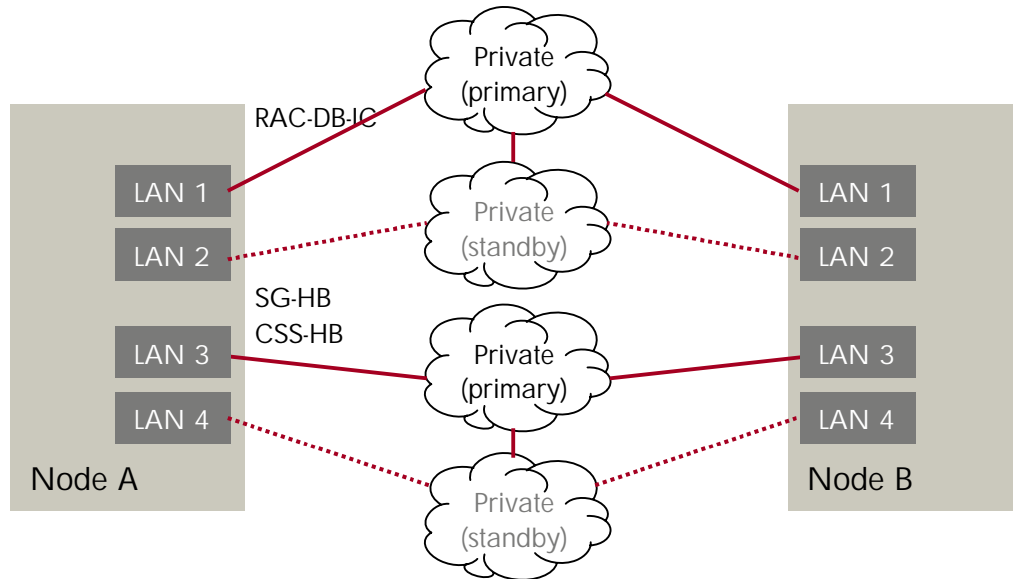 Private
(primary)
RAC-DB-IC
LAN 1
LAN 1
Private
(standby)
LAN 2
LAN 2
SG-HB
CSS-HB
Private
(primary)
LAN 3
LAN 3
LAN 4
LAN 4
Node A
Node B
Private
(standby)